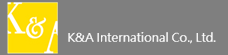 K&A
K&A International Co., Ltd.